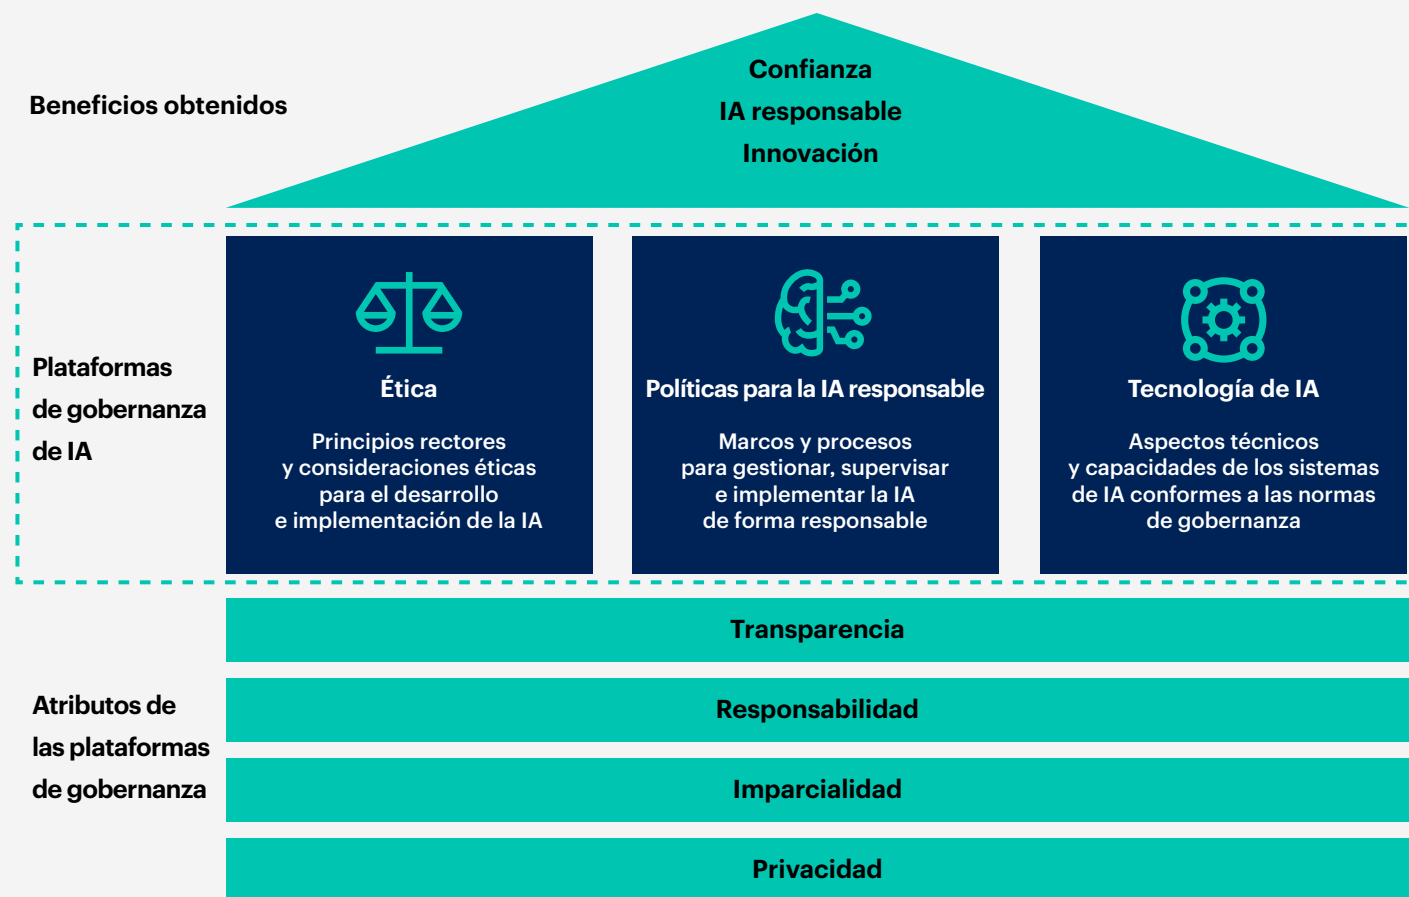 Beneficios obtenidos
Confianza
IA responsable
Innovación
Plataformas
de gobernanza
de IA
Ética
Principios rectores
y consideraciones éticas
para el desarrollo
e implementación de la IA
Políticas para la IA responsable
Marcos y procesos
para gestionar, supervisar
e implementar la IA
de forma responsable
Tecnología de IA
Aspectos técnicos
y capacidades de los sistemas
de IA conformes a las normas
de gobernanza
Atributos de
las plataformas
de gobernanza
Transparencia
Responsabilidad
Imparcialidad
Privacidad